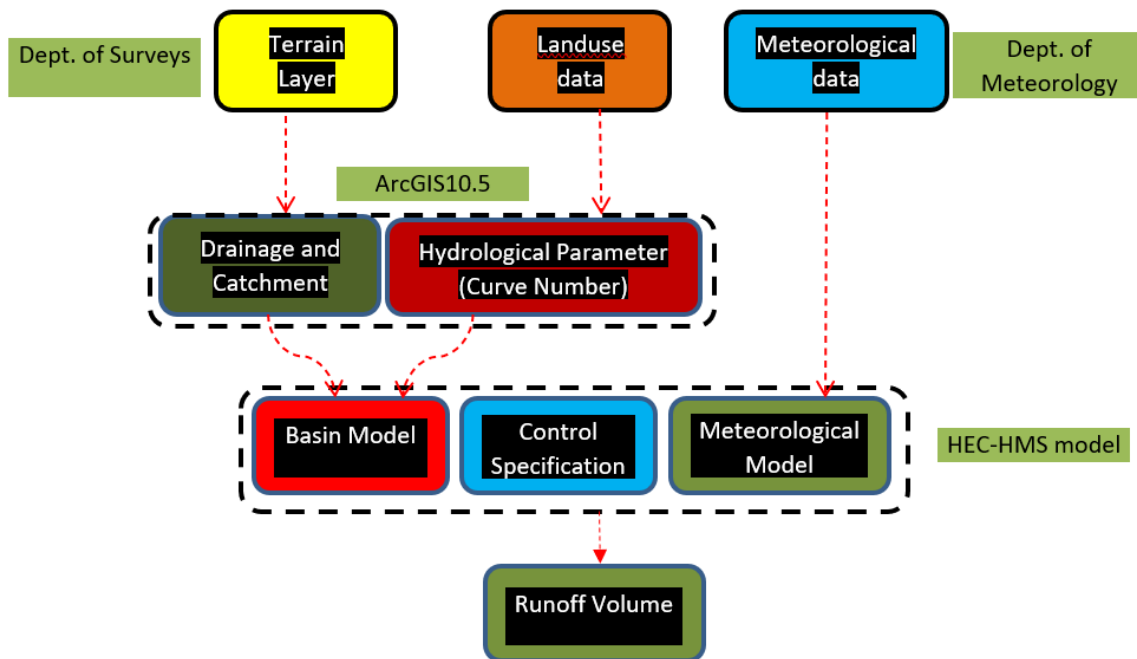 Dept. of Surveys
Terrain
Layer
Landuse
data
Meteorological
data
Dept. of
Meteorology
ArcGIS10.5
Drainage and
Catchment
Hydrological Parameter
(Curve Number)
Basin Model
Control
Specification
Meteorological
Model
HEC-HMS model
Runoff Volume